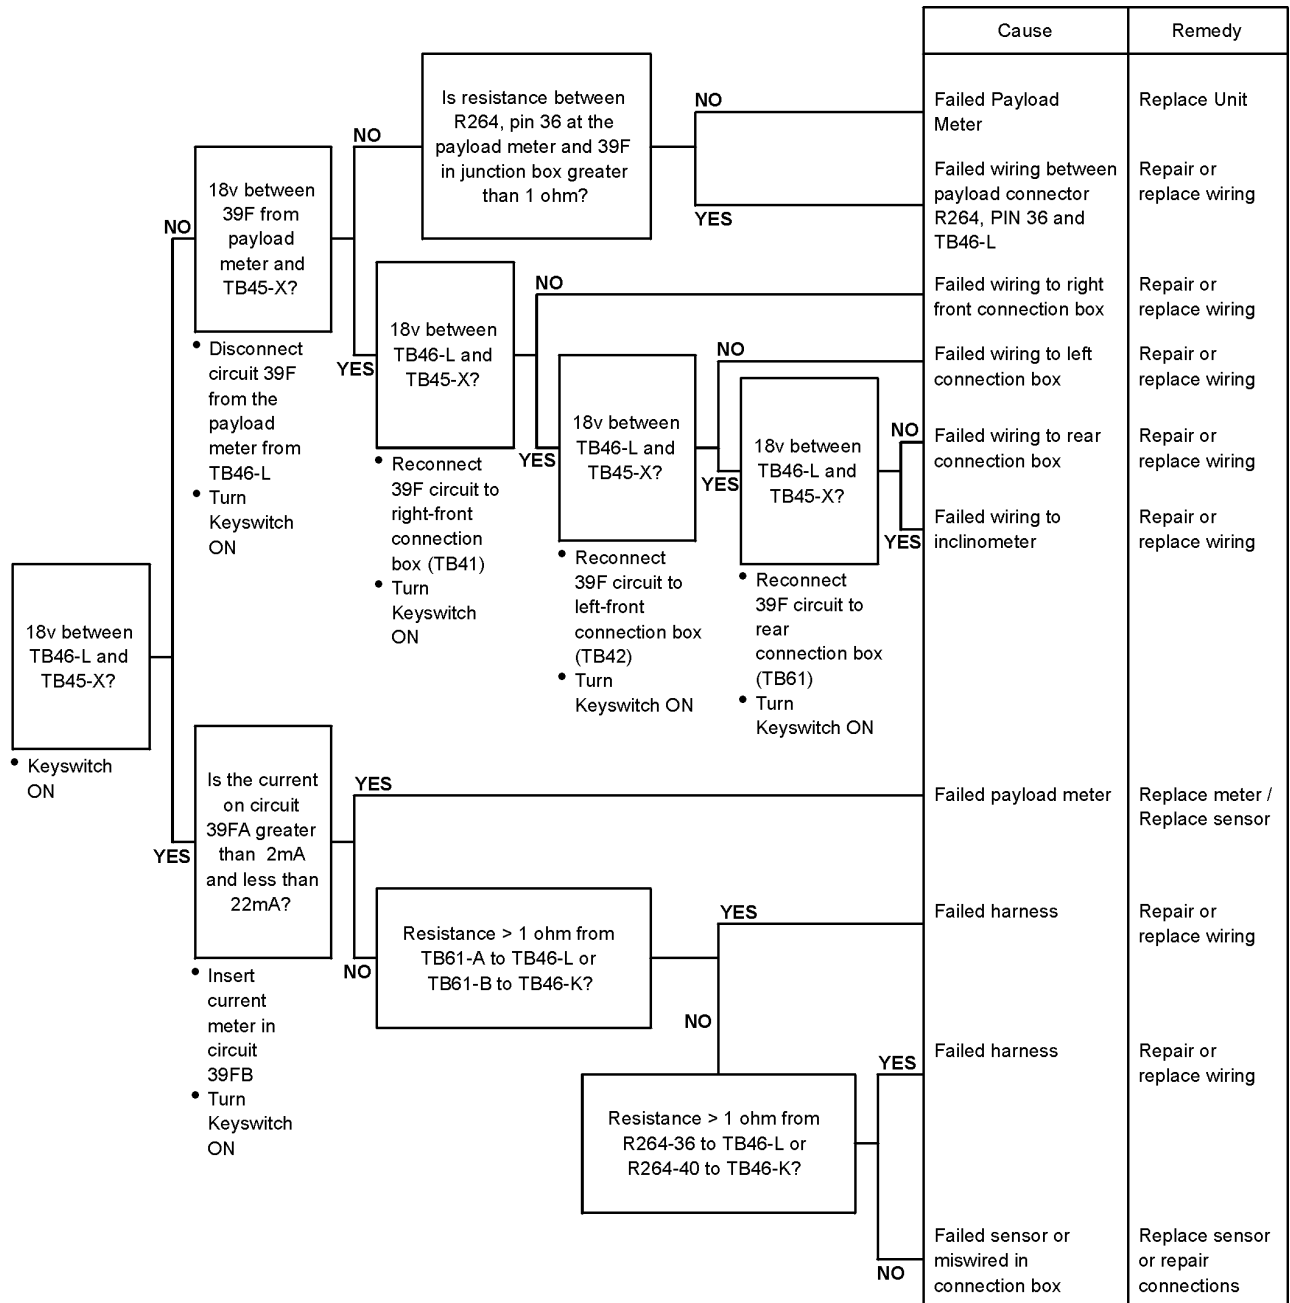 Cause
Remedy
Is resistance between
R264, pin 36 at the
payload meter and 39F
in junction box greater
than 1 ohm?
NO
YES
Failed Payload
Meter
Replace Unit
Failed wiring between
payload connector
R264, PIN 36 and
TB46-L
Repair or
replace wiring
NO
18v between
39F from
payload
meter and
TB45-X?
NO
YES
• Disconnect
circuit 39F
from the
payload
meter from
TB46-L
• Turn
Keyswitch
ON
18v between
TB46-L and
TB45-X?
NO
YES
• Reconnect
39F circuit to
right-front
connection
box (TB41)
• Turn
Keyswitch
ON
Failed wiring to right
front connection box
Repair or
replace wiring
18v between
TB46-L and
TB45-X?
NO
YES
• Reconnect
39F circuit to
left-front
connection box
(TB42)
• Turn
Keyswitch ON
Failed wiring to left
connection box
Repair or
replace wiring
18v between
TB46-L and
TB45-X?
NO
YES
• Reconnect
39F circuit to
rear
connection box
(TB61)
• Turn
Keyswitch ON
Failed wiring to rear
connection box
Repair or
replace wiring
Failed wiring to
inclinometer
Repair or
replace wiring
18v between
TB46-L and
TB45-X?
• Keyswitch
ON
YES
Is the current
on circuit
39FA greater
than 2mA
and less than
22mA?
YES
NO
• Insert
current
meter in
circuit
39FB
• Turn
Keyswitch
ON
Failed payload meter
Replace meter /
Replace sensor
Resistance > 1 ohm from
TB61-A to TB46-L or
TB61-B to TB46-K?
YES
NO
Failed harness
Repair or
replace wiring
Resistance > 1 ohm from
R264-36 to TB46-L or
R264-40 to TB46-K?
YES
NO
Failed harness
Repair or
replace wiring
Failed sensor or
miswired in
connection box
Replace sensor
or repair
connections